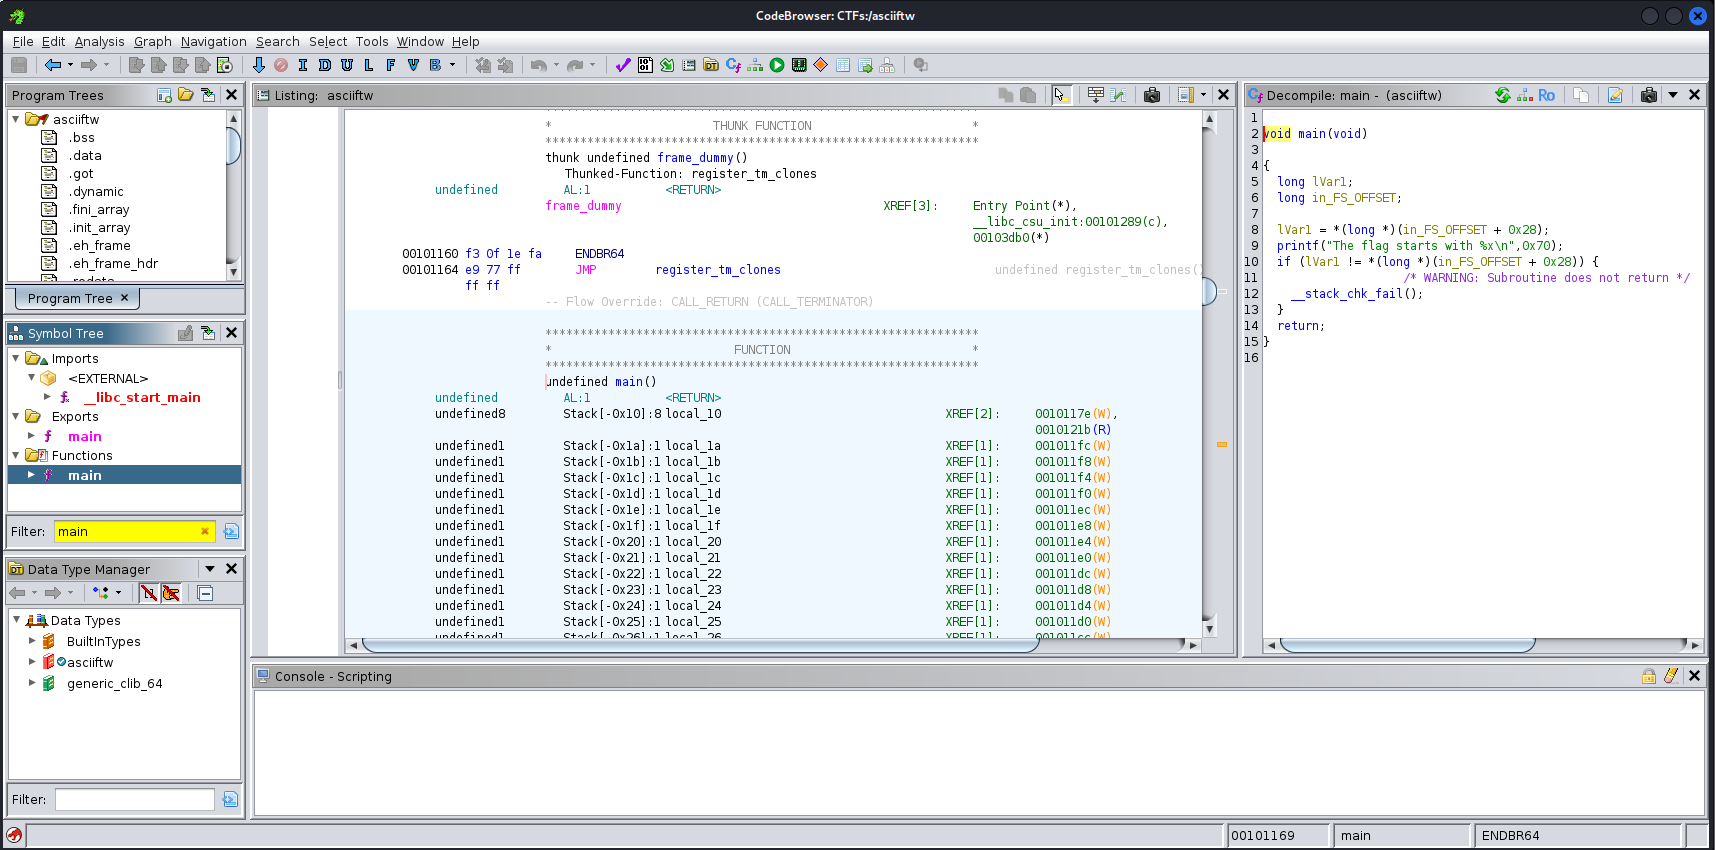 CodeBrowser: CTFs:/asciiftw
File Edit Analysis Graph Navigation Search Select Tools Window Help
I D U L F V B
Program Trees
asciiftw
.bss
.data
.got
.dynamic
.fini_array
.init_array
.eh_frame
.eh_frame_hdr
Program Tree ×
Symbol Tree
Imports
<EXTERNAL>
__libc_start_main
Exports
main
Functions
main
Filter: main
Data Type Manager
Data Types
BuiltInTypes
asciiftw
generic_clib_64
Filter:
Listing: asciiftw
* THUNK FUNCTION *
**************************************************************
thunk undefined frame_dummy()
Thunked-Function: register_tm_clones
undefined AL:1 <RETURN>
frame_dummy XREF[3]: Entry Point(*),
__libc_csu_init:00101289(c),
00103db0(*)
00101160 f3 0f 1e fa ENDBR64
00101164 e9 77 ff JMP register_tm_clones undefined register_tm_clones()
ff ff
-- Flow Override: CALL_RETURN (CALL_TERMINATOR)
**************************************************************
* FUNCTION *
**************************************************************
undefined main()
undefined AL:1 <RETURN>
undefined8 Stack[-0x10]:8 local_10 XREF[2]: 0010117e(W),
0010121b(R)
undefined1 Stack[-0x1a]:1 local_1a XREF[1]: 001011fc(W)
undefined1 Stack[-0x1b]:1 local_1b XREF[1]: 001011f8(W)
undefined1 Stack[-0x1c]:1 local_1c XREF[1]: 001011f4(W)
undefined1 Stack[-0x1d]:1 local_1d XREF[1]: 001011f0(W)
undefined1 Stack[-0x1e]:1 local_1e XREF[1]: 001011ec(W)
undefined1 Stack[-0x1f]:1 local_1f XREF[1]: 001011e8(W)
undefined1 Stack[-0x20]:1 local_20 XREF[1]: 001011e4(W)
undefined1 Stack[-0x21]:1 local_21 XREF[1]: 001011e0(W)
undefined1 Stack[-0x22]:1 local_22 XREF[1]: 001011dc(W)
undefined1 Stack[-0x23]:1 local_23 XREF[1]: 001011d8(W)
undefined1 Stack[-0x24]:1 local_24 XREF[1]: 001011d4(W)
undefined1 Stack[-0x25]:1 local_25 XREF[1]: 001011d0(W)
undefined1 Stack[-0x26]:1 local_26 XREF[1]: 001011cc(W)
Decompile: main - (asciiftw)
Ro
1
2 void main(void)
3
4 {
5 long lVar1;
6 long in_FS_OFFSET;
7
8 lVar1 = *(long *)(in_FS_OFFSET + 0x28);
9 printf("The flag starts with %x\n",0x70);
10 if (lVar1 != *(long *)(in_FS_OFFSET + 0x28)) {
11 /* WARNING: Subroutine does not return */
12 __stack_chk_fail();
13 }
14 return;
15 }
16
Console - Scripting
00101169 main ENDBR64